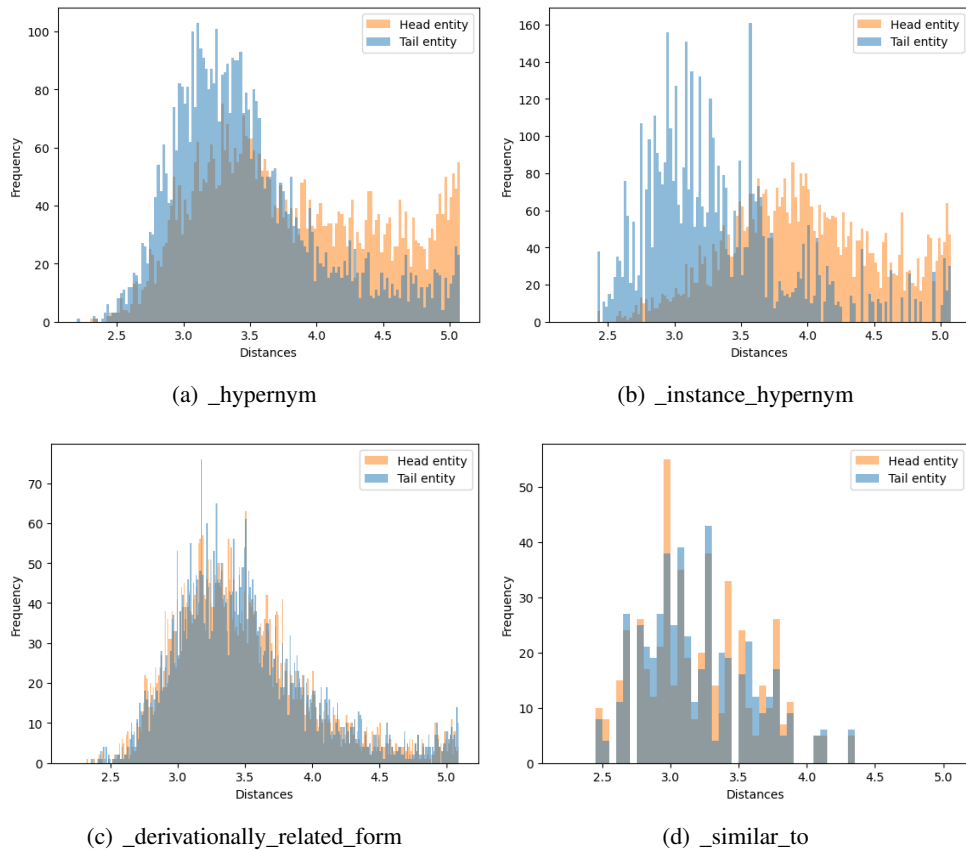 Head entity
Tail entity
Frequency
100
80
60
40
20
0
2.5 3.0 3.5 4.0 4.5 5.0
Distances
(a) _hypernym
Head entity
Tail entity
Frequency
160
140
120
100
80
60
40
20
0
2.5 3.0 3.5 4.0 4.5 5.0
Distances
(b) _instance_hypernym
Head entity
Tail entity
Frequency
70
60
50
40
30
20
10
0
2.5 3.0 3.5 4.0 4.5 5.0
Distances
(c) _derivationally_related_form
Head entity
Tail entity
Frequency
50
40
30
20
10
0
2.5 3.0 3.5 4.0 4.5 5.0
Distances
(d) _similar_to